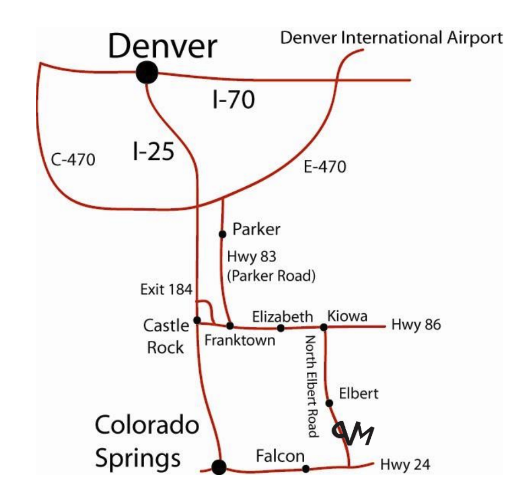 Denver
Denver International Airport
I-70
I-25
C-470
E-470
Parker
Hwy 83
(Parker Road)
Exit 184
Elizabeth
Kiowa
Hwy 86
Castle
Rock
Franktown
North Elbert Road
Elbert
Colorado
Springs
Falcon
Hwy 24